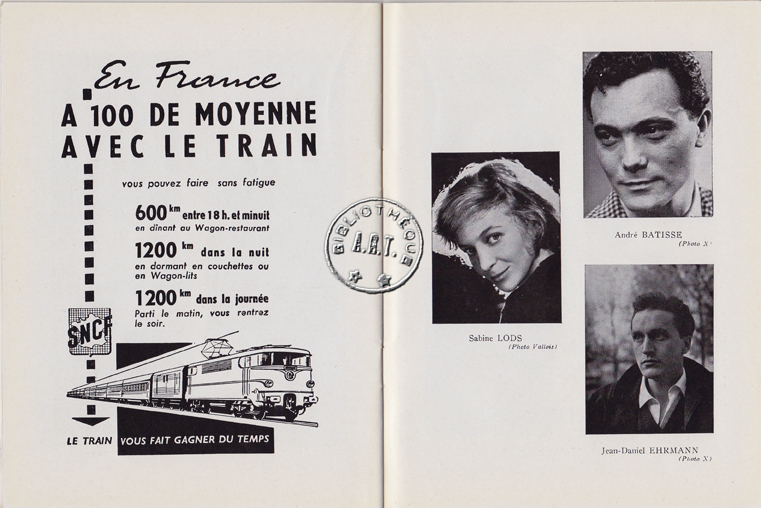 En France
A 100 DE MOYENNE
AVEC LE TRAIN
vous pouvez faire sans fatigue
600 km entre 18 h. et minuit
en dînant au Wagon-restaurant
1200 km dans la nuit
en dormant en couchettes ou
en Wagon-lits
1200 km dans la journée
Parti le matin, vous rentrez
le soir.
SNCF
LE TRAIN VOUS FAIT GAGNER DU TEMPS
BIBLIOTHÈQUE
A.R.T.
André BATISSE
(Photo X)
Sabine LODS
(Photo Vallois)
Jean-Daniel EHRMANN
(Photo X)